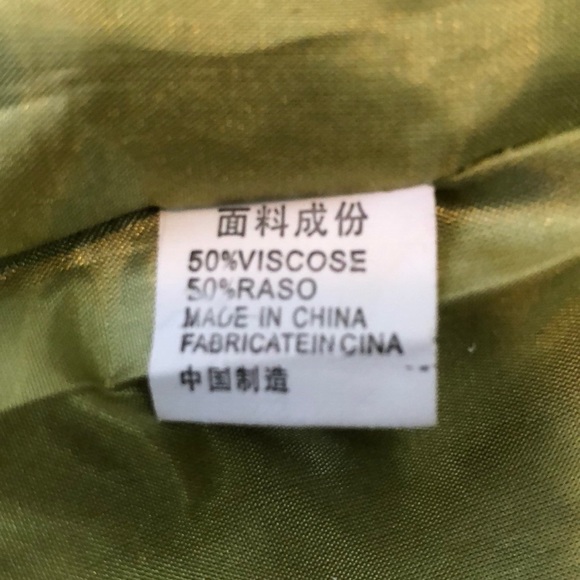 面料成份
50%VISCOSE
50%RASO
MADE IN CHINA
FABRICATEIN CINA
中国制造